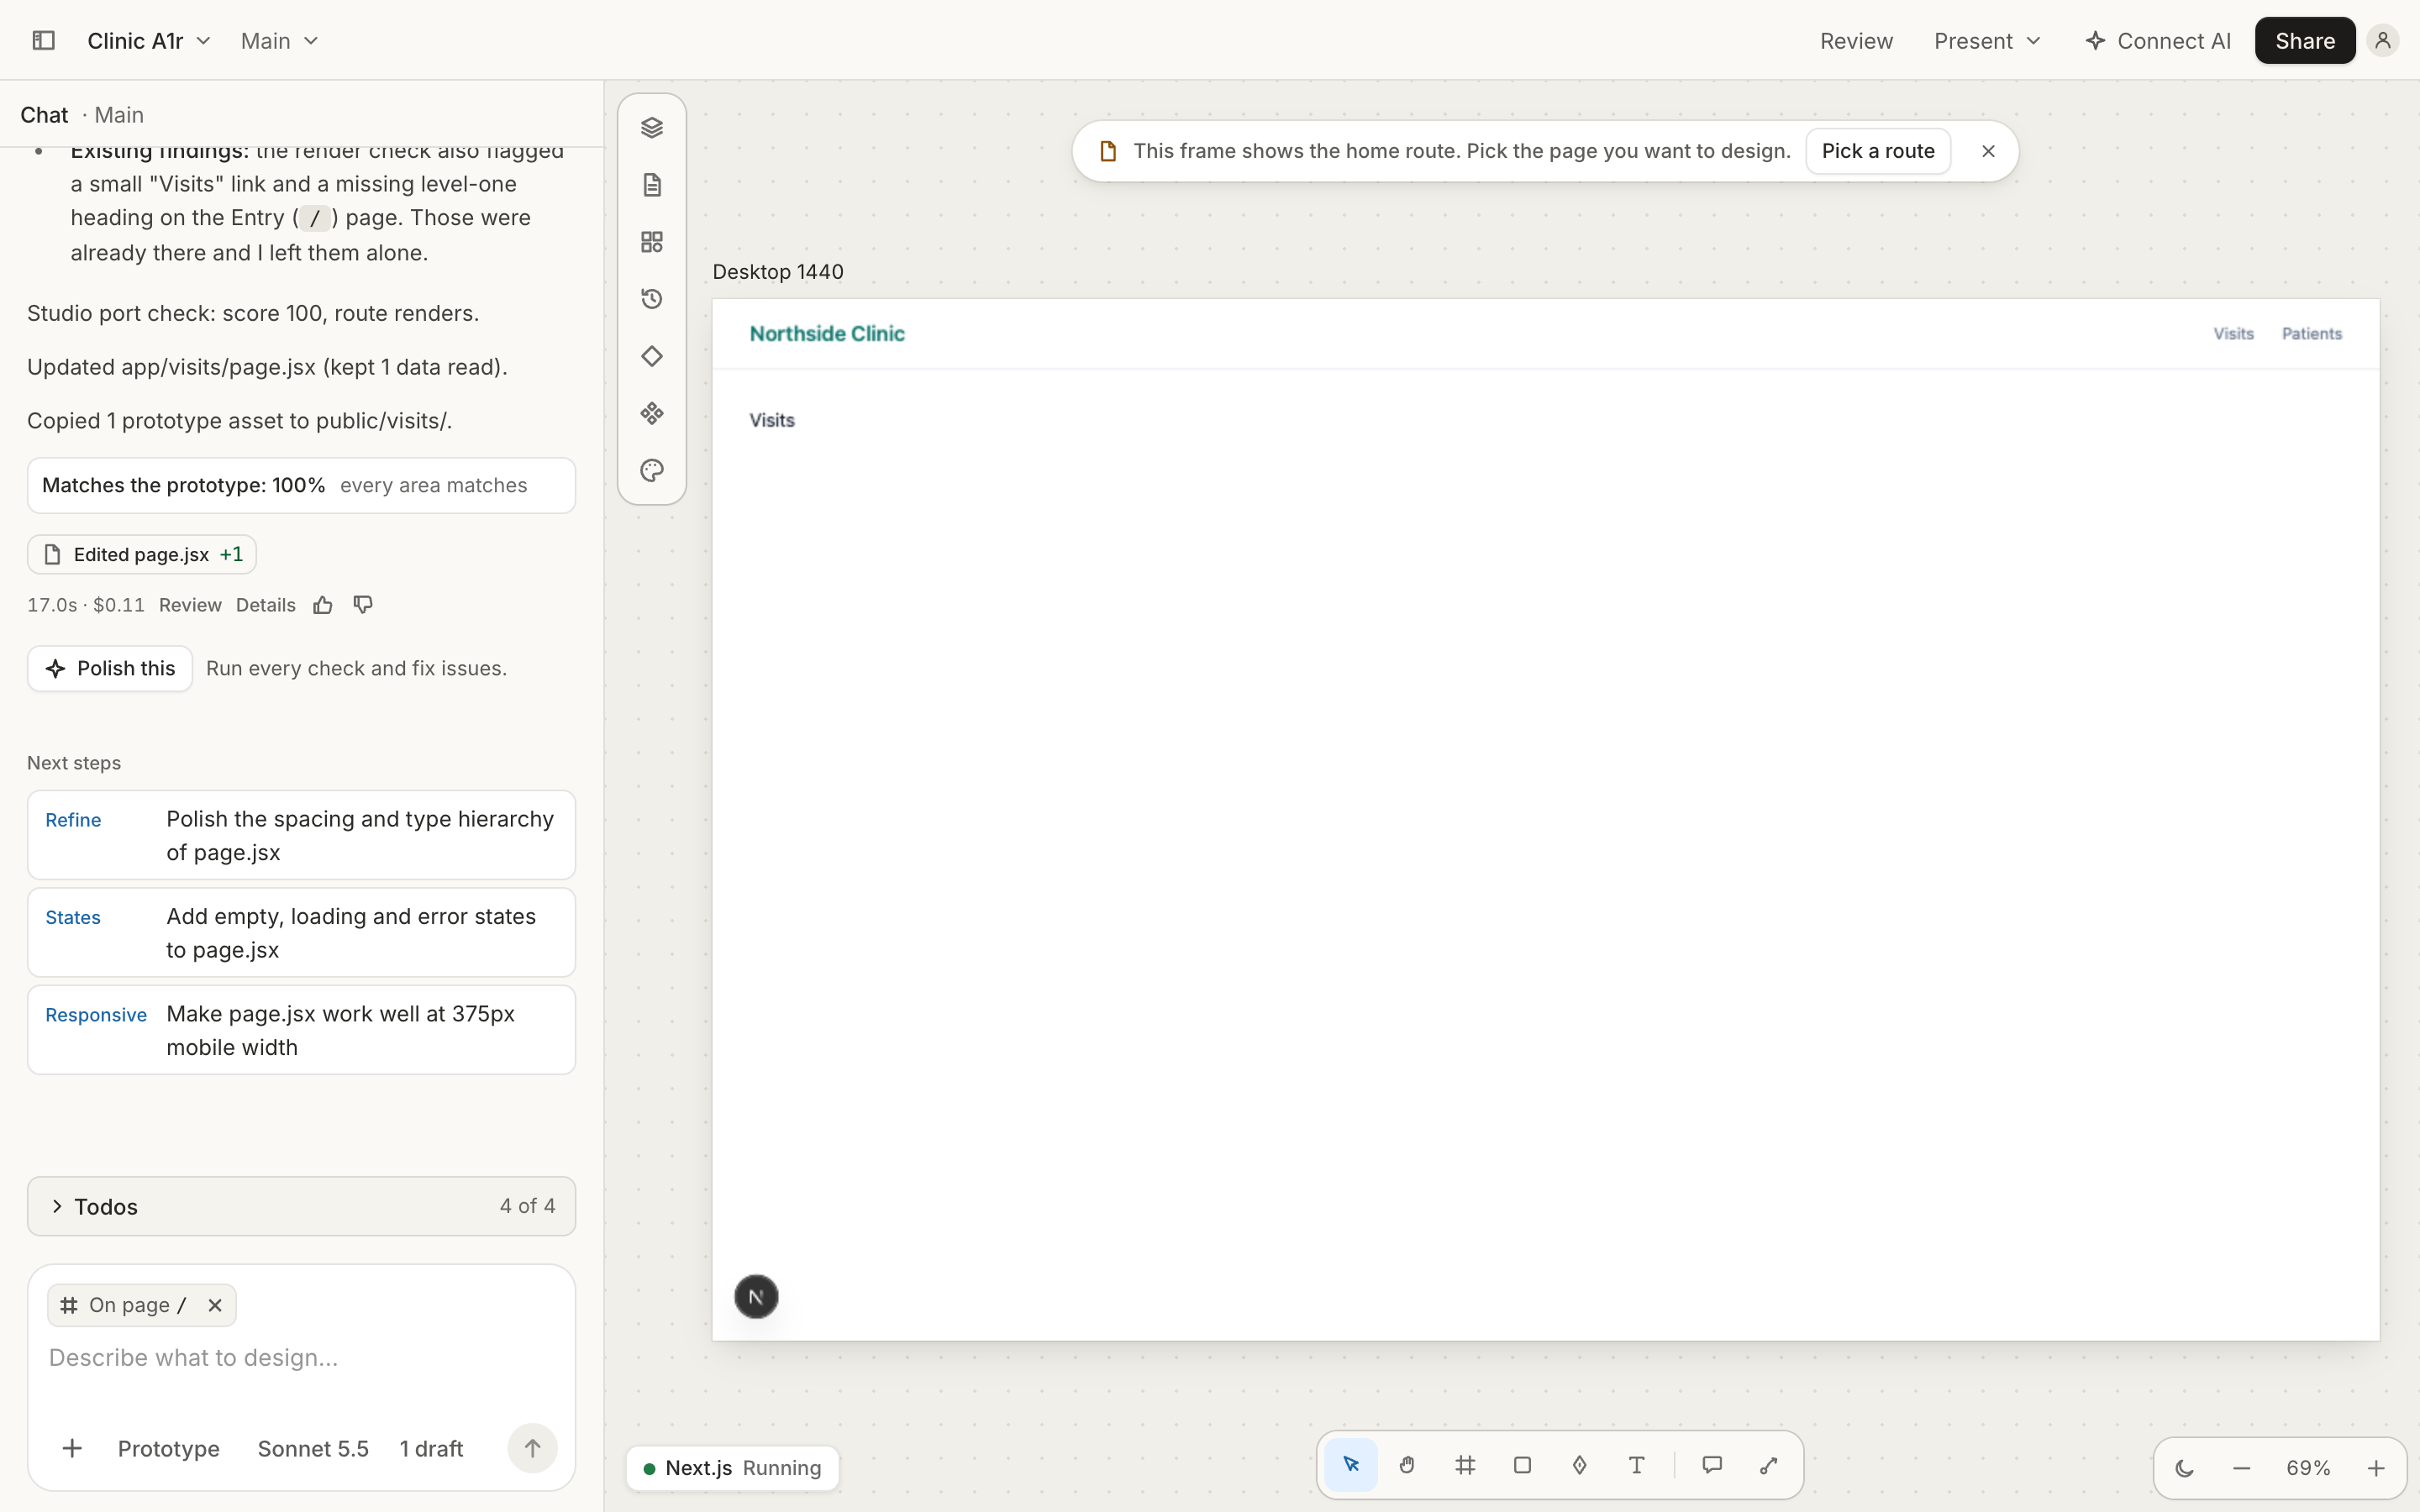 Clinic A1r
Main
Review
Present
Connect AI
Share
Chat · Main
• Existing findings: the render check also flagged
a small "Visits" link and a missing level-one
heading on the Entry ( / ) page. Those were
already there and I left them alone.
Studio port check: score 100, route renders.
Updated app/visits/page.jsx (kept 1 data read).
Copied 1 prototype asset to public/visits/.
Matches the prototype: 100% every area matches
Edited page.jsx +1
17.0s · $0.11 Review Details
Polish this Run every check and fix issues.
Next steps
Refine Polish the spacing and type hierarchy
of page.jsx
States Add empty, loading and error states
to page.jsx
Responsive Make page.jsx work well at 375px
mobile width
Todos 4 of 4
On page /
Describe what to design...
Prototype Sonnet 5.5 1 draft
This frame shows the home route. Pick the page you want to design. Pick a route
Desktop 1440
Northside Clinic Visits Patients
Visits
N
Next.js Running
69%